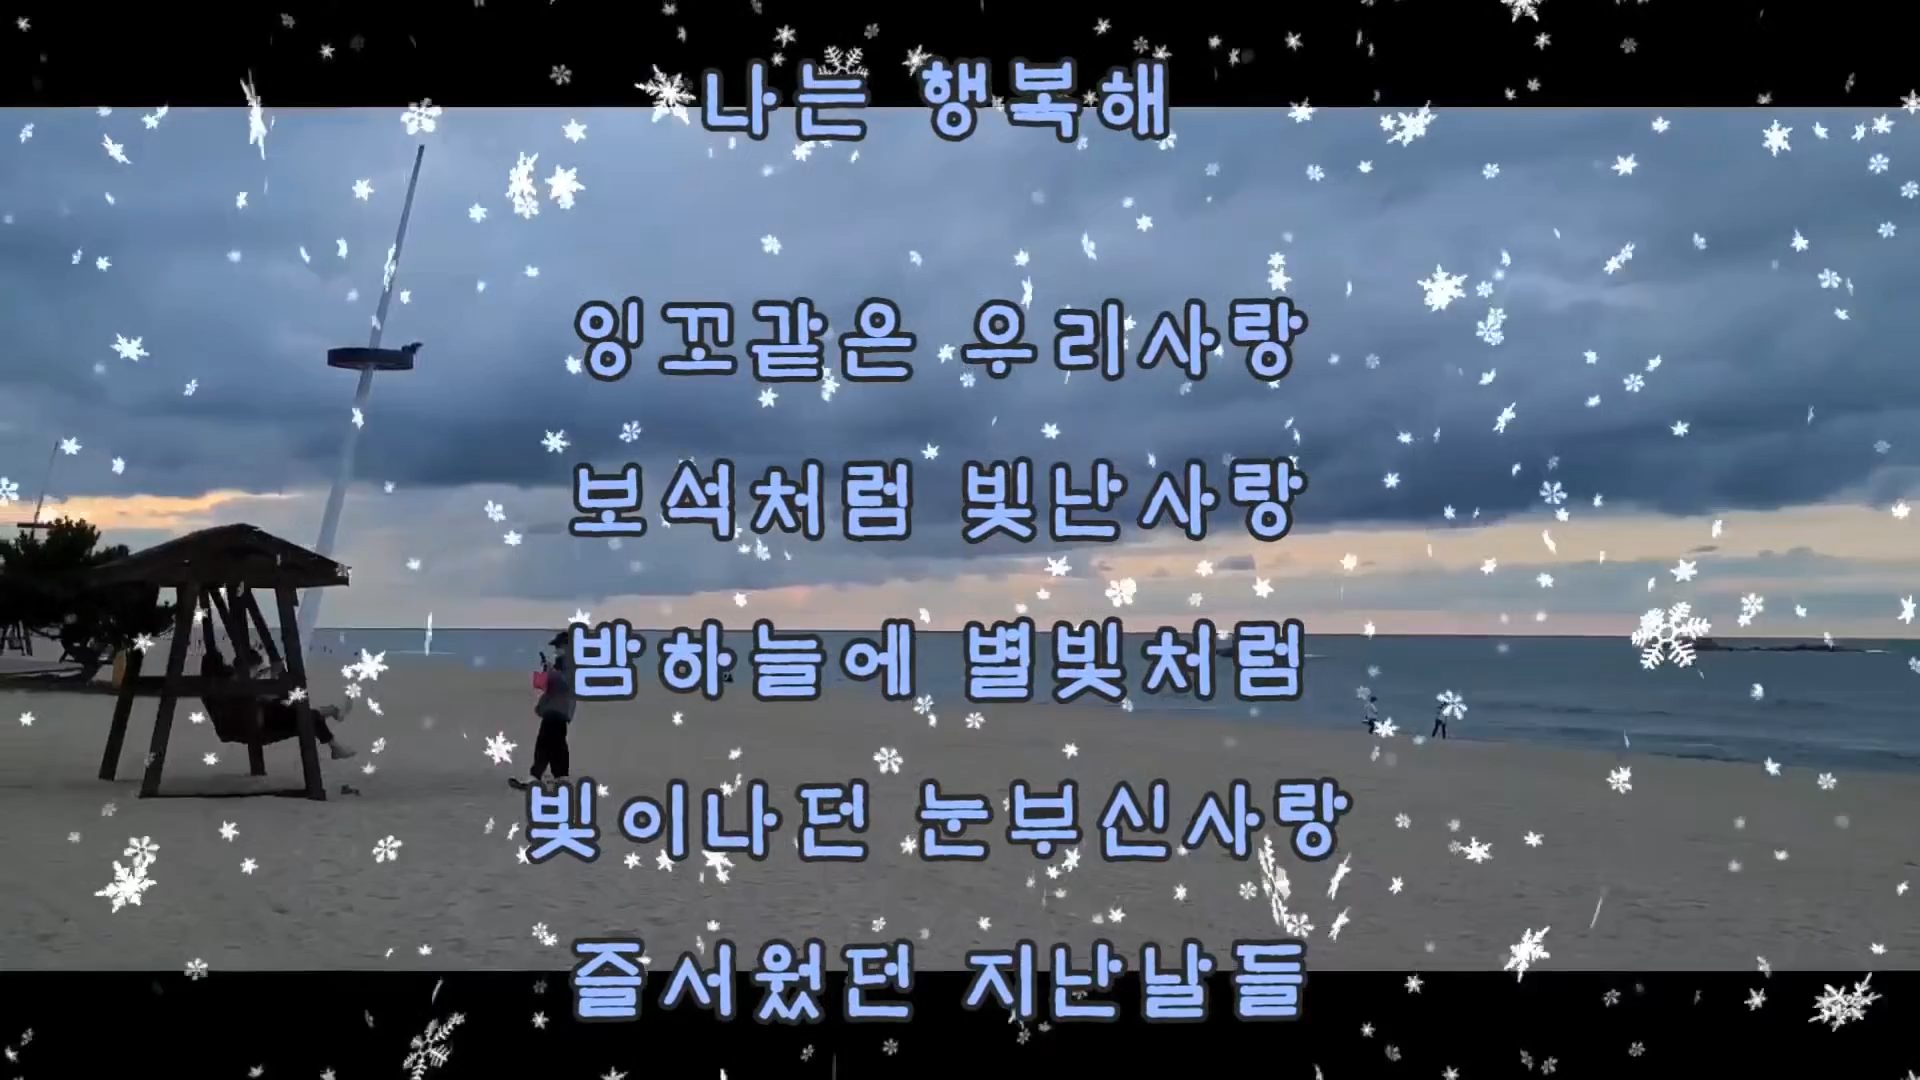 나는 행복해
잉꼬같은 우리사랑
보석처럼 빛난사랑
밤하늘에 별빛처럼
빛이나던 눈부신사랑
즐서웠던 지난날들